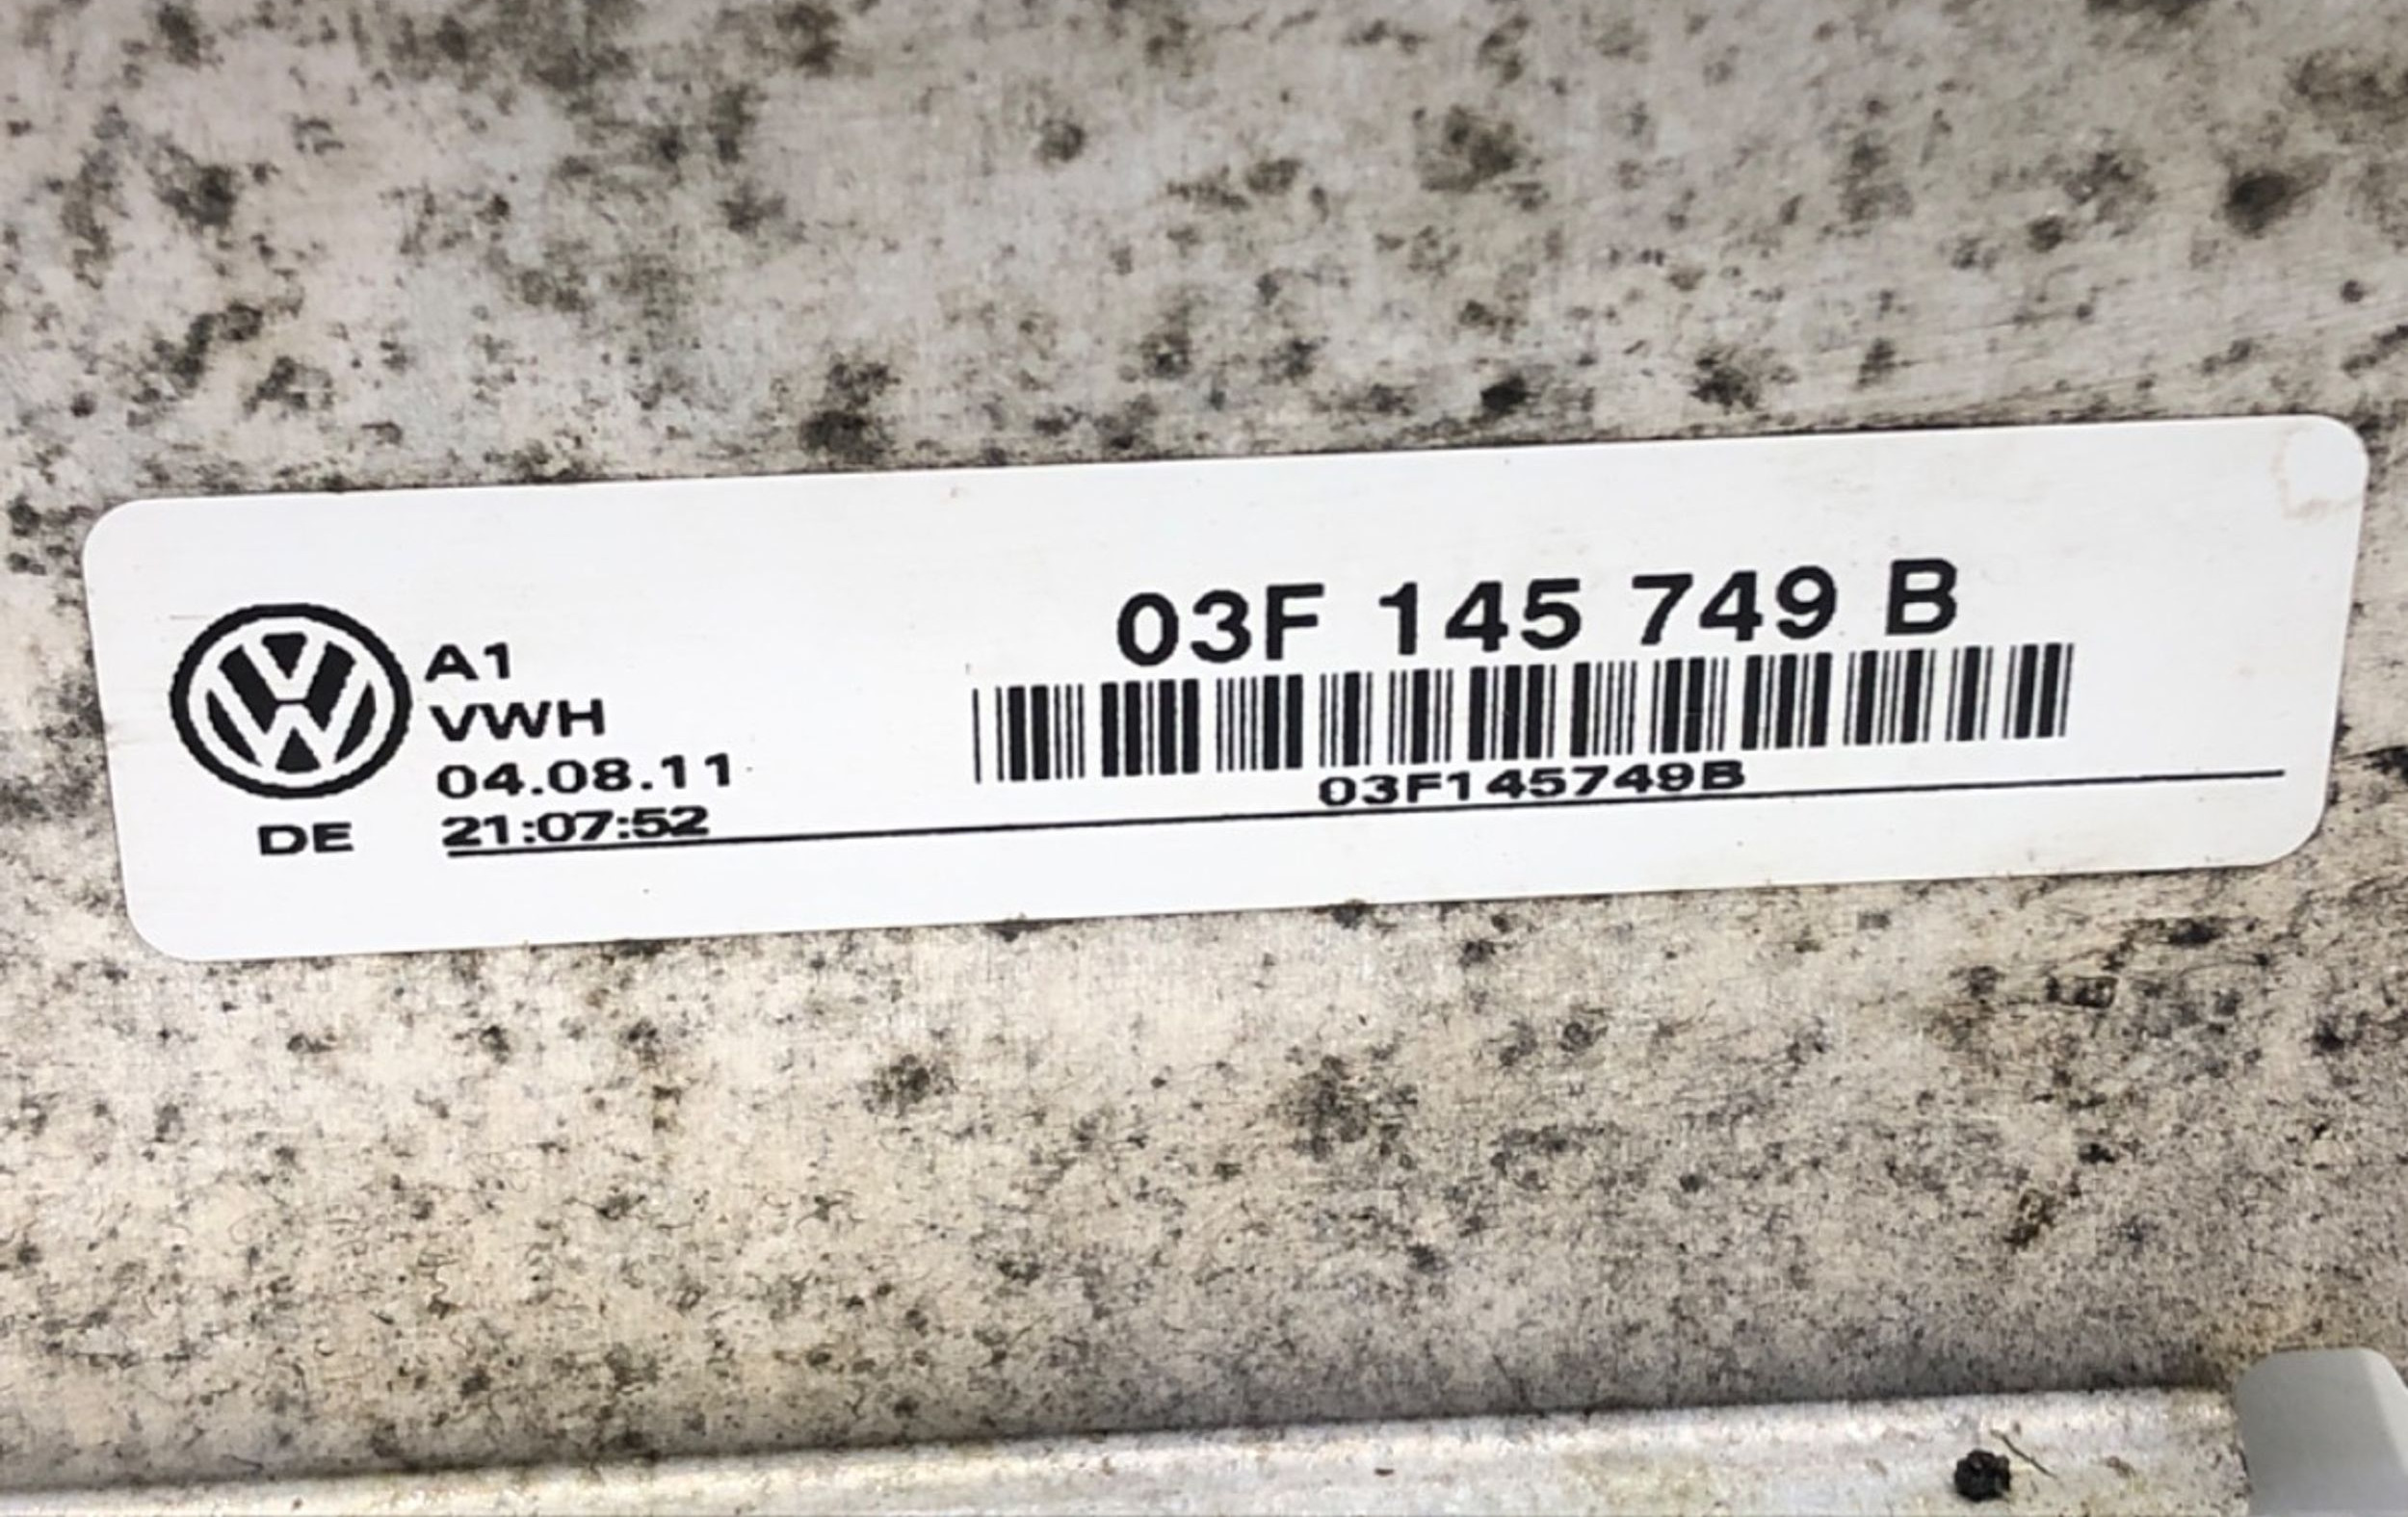 A1
VWH
04.08.11
DE 21:07:52
03F 145 749 B
03F145749B